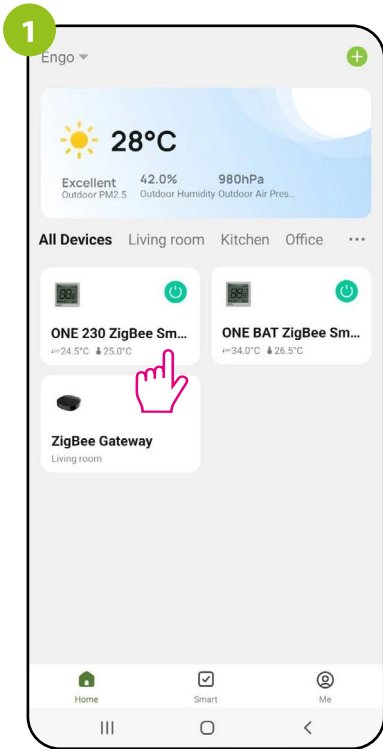 1
Engo
28°C
Excellent 42.0% 980hPa
Outdoor PM2.5 Outdoor Humidity Outdoor Air Pres...
All Devices Living room Kitchen Office ...
ONE 230 ZigBee Sm... ONE BAT ZigBee Sm...
24.5°C 25.0°C 34.0°C 26.5°C
ZigBee Gateway
Living room
Home Smart Me